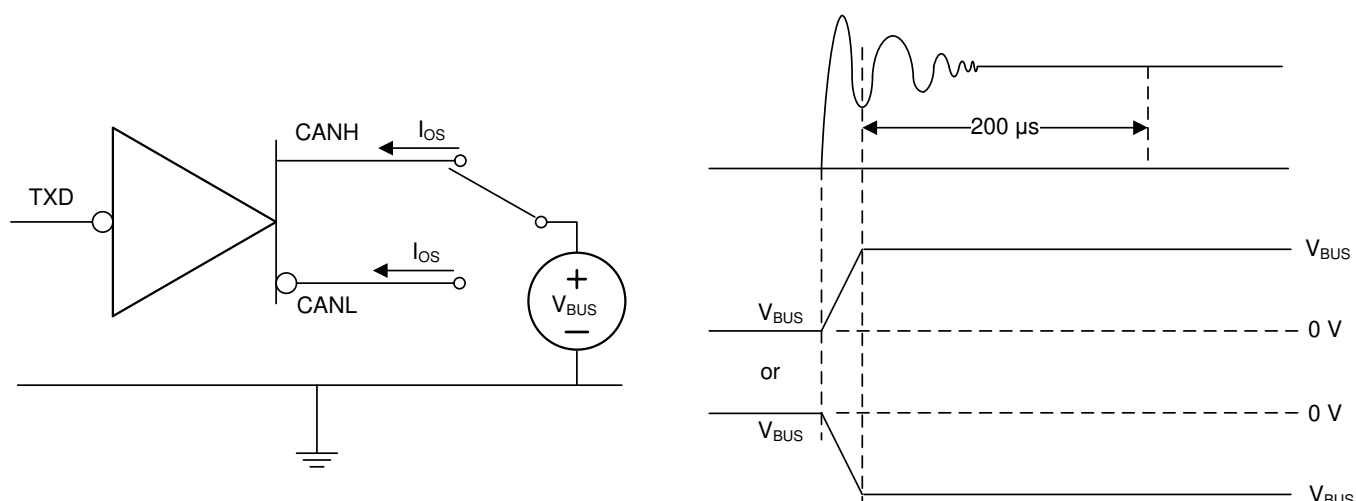 CANH
I_OS
TXD
I_OS
CANL
+
V_BUS
–
200 µs
V_BUS
V_BUS
0 V
or
0 V
V_BUS
V_BUS